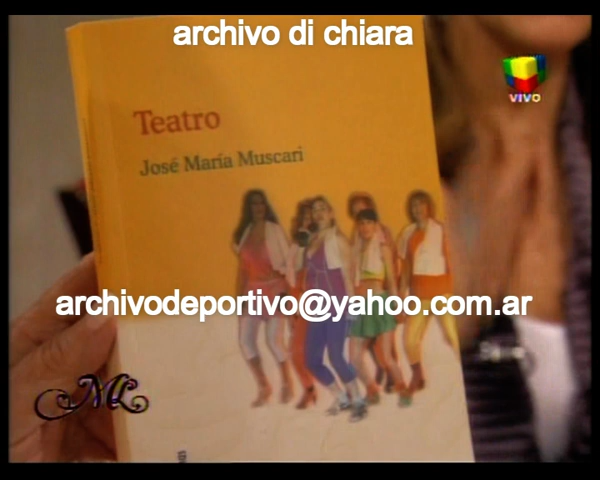 archivo di chiara
VIVO
Teatro
José María Muscari
archivodeportivo@yahoo.com.ar
ML